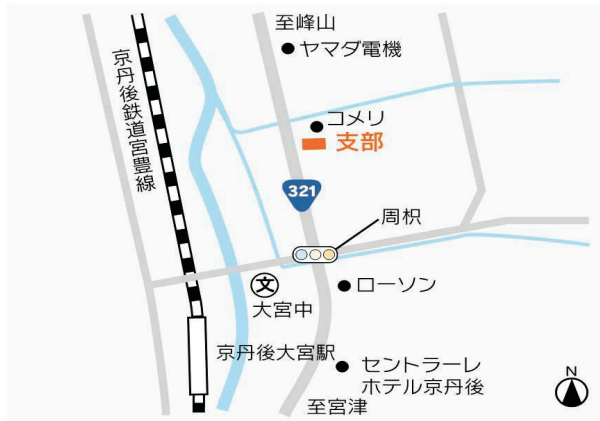 至峰山
ヤマダ電機
京丹後鉄道宮豊線
コメリ
支部
321
周枳
文
大宮中
ローソン
京丹後大宮駅
セントラーレ
ホテル京丹後
至宮津
N